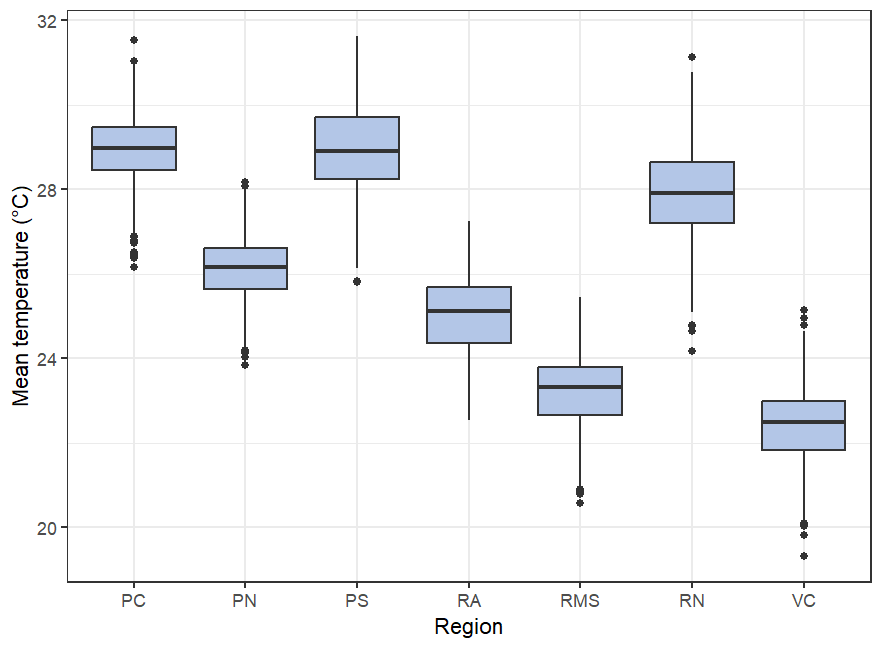 Mean temperature (°C)
32
28
24
20
PC PN PS RA RMS RN VC
Region